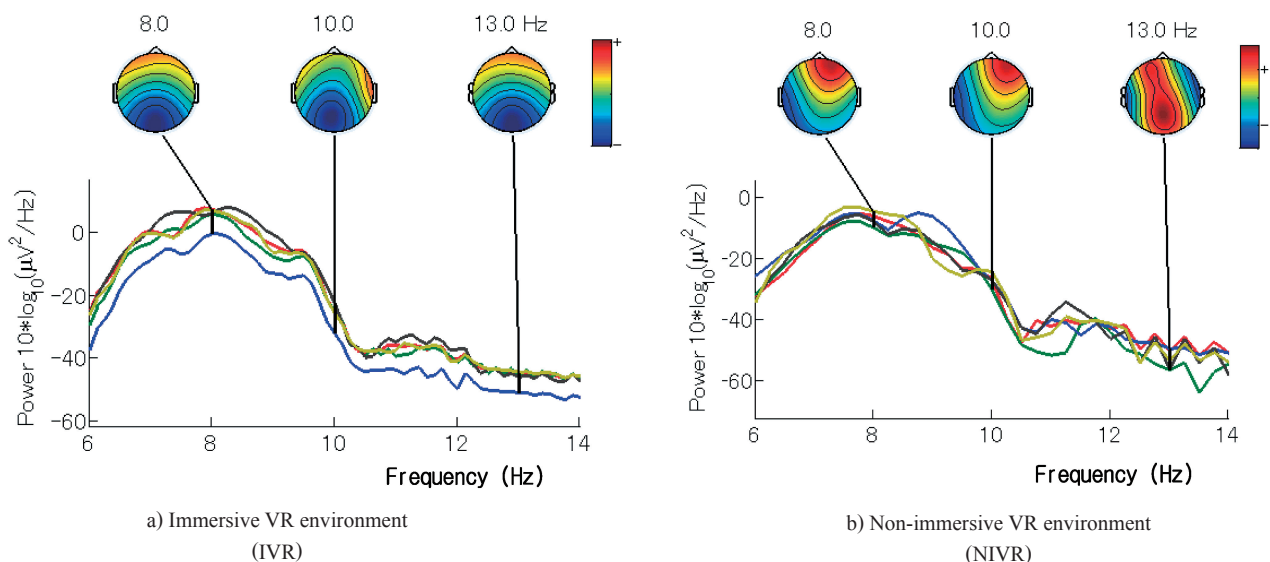 8.0 10.0 13.0 Hz
+
−
Power 10*log10(μV2/Hz)
0
-20
-40
-60
6 8 10 12 14
Frequency (Hz)
a) Immersive VR environment
(IVR)
8.0 10.0 13.0 Hz
+
−
Power 10*log10(μV2/Hz)
0
-20
-40
-60
6 8 10 12 14
Frequency (Hz)
b) Non-immersive VR environment
(NIVR)